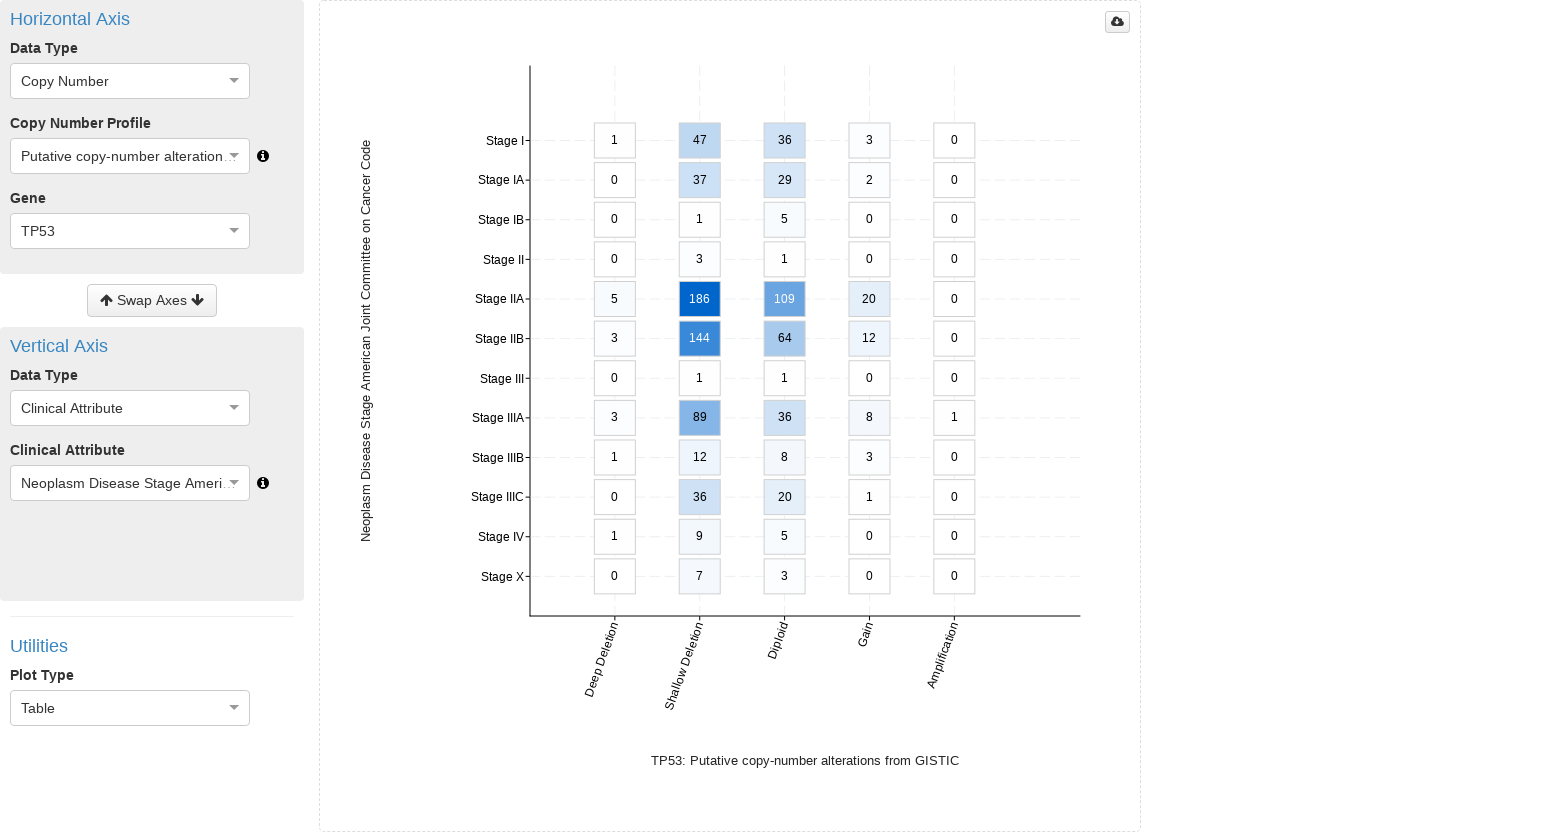 Horizontal Axis
Data Type
Copy Number
Copy Number Profile
Putative copy-number alteration...
Gene
TP53
Swap Axes
Vertical Axis
Data Type
Clinical Attribute
Clinical Attribute
Neoplasm Disease Stage Ameri...
Utilities
Plot Type
Table
Neoplasm Disease Stage American Joint Committee on Cancer Code
Stage I 1 47 36 3 0
Stage IA 0 37 29 2 0
Stage IB 0 1 5 0 0
Stage II 0 3 1 0 0
Stage IIA 5 186 109 20 0
Stage IIB 3 144 64 12 0
Stage III 0 1 1 0 0
Stage IIIA 3 89 36 8 1
Stage IIIB 1 12 8 3 0
Stage IIIC 0 36 20 1 0
Stage IV 1 9 5 0 0
Stage X 0 7 3 0 0
Deep Deletion
Shallow Deletion
Diploid
Gain
Amplification
TP53: Putative copy-number alterations from GISTIC